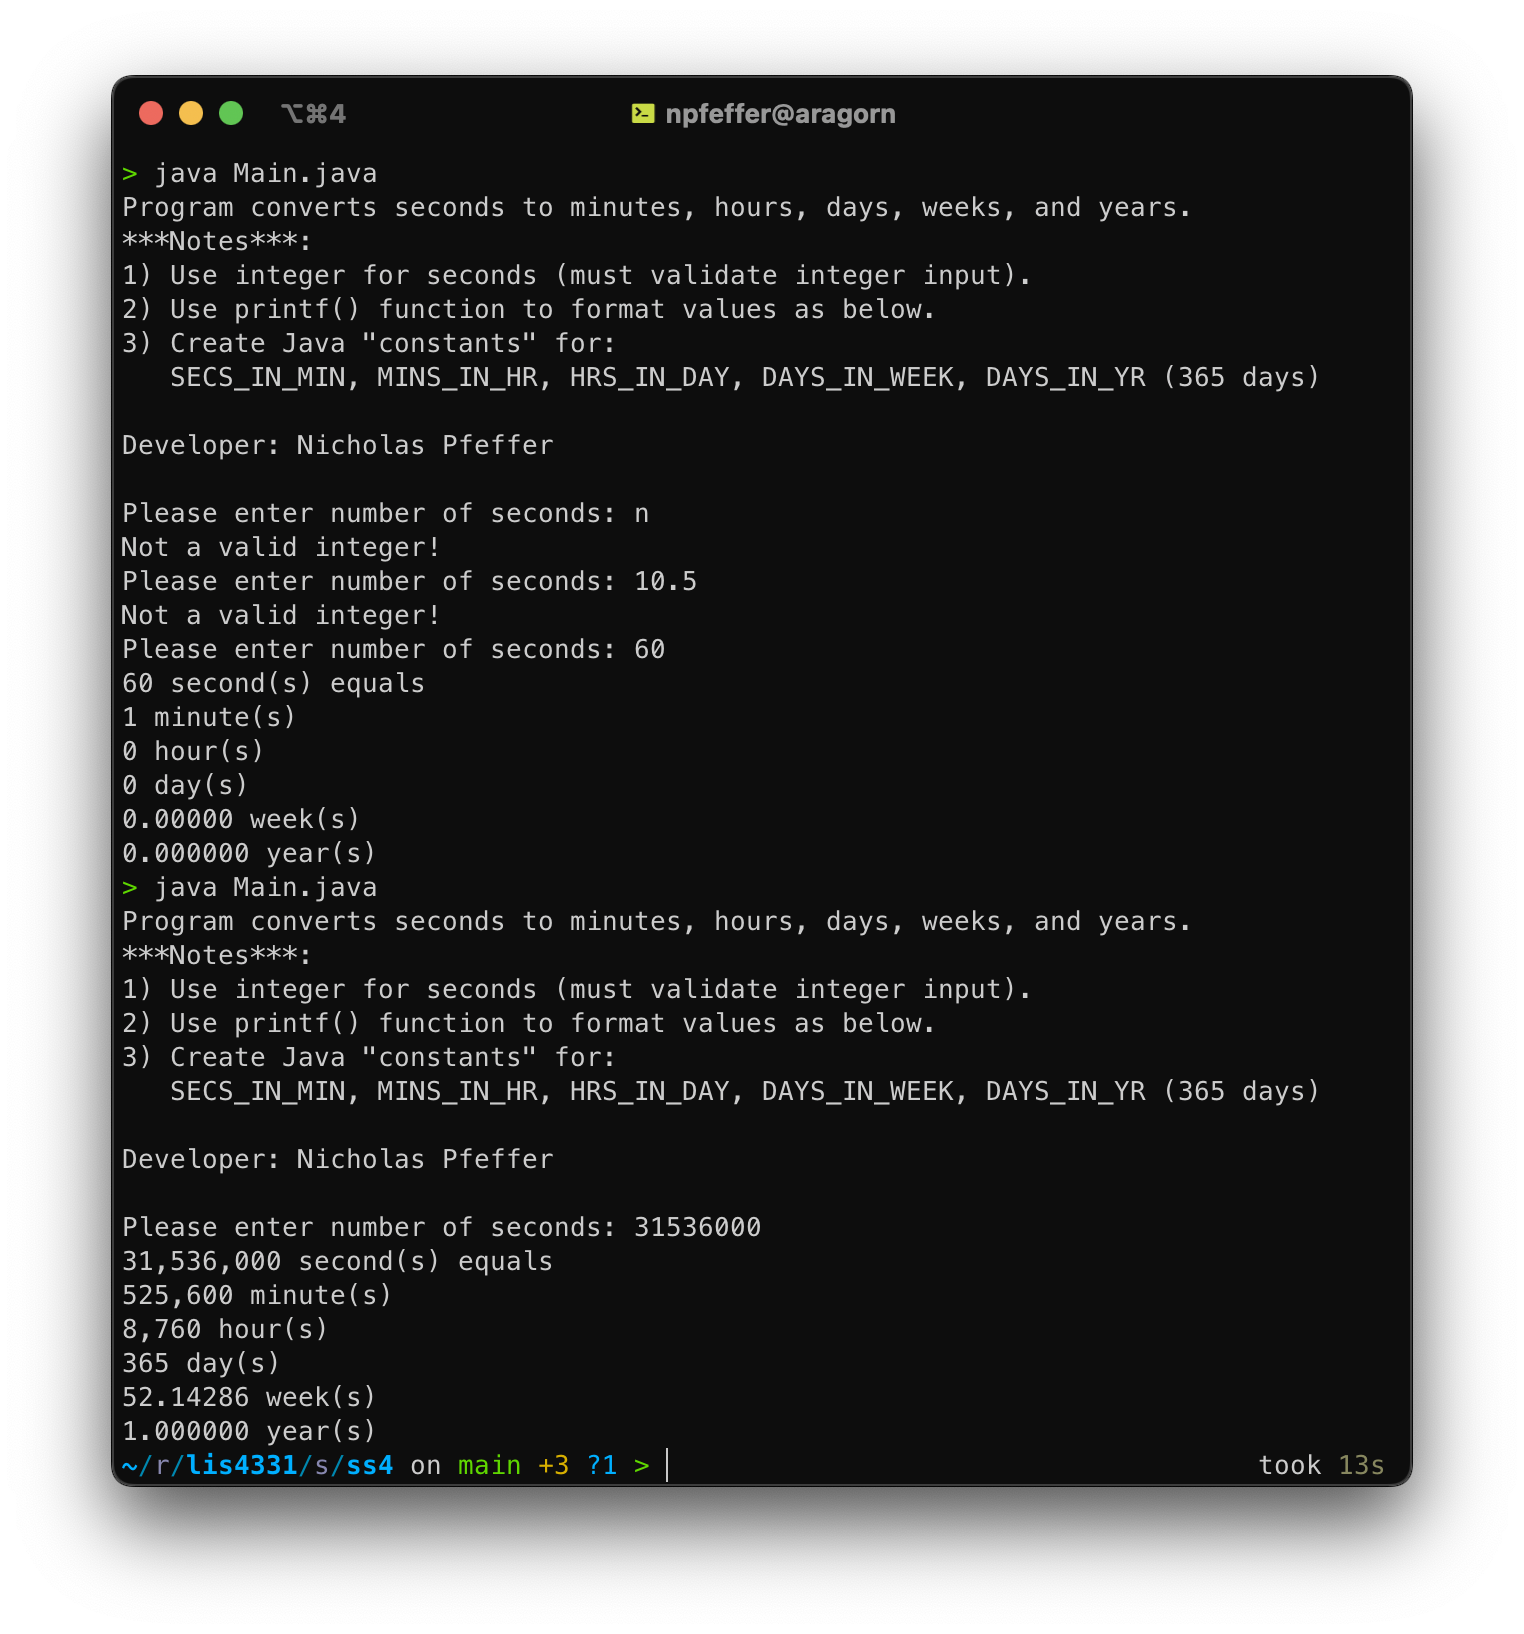 ⌥⌘4 npfeffer@aragorn
> java Main.java
Program converts seconds to minutes, hours, days, weeks, and years.
***Notes***:
1) Use integer for seconds (must validate integer input).
2) Use printf() function to format values as below.
3) Create Java "constants" for:
   SECS_IN_MIN, MINS_IN_HR, HRS_IN_DAY, DAYS_IN_WEEK, DAYS_IN_YR (365 days)

Developer: Nicholas Pfeffer

Please enter number of seconds: n
Not a valid integer!
Please enter number of seconds: 10.5
Not a valid integer!
Please enter number of seconds: 60
60 second(s) equals
1 minute(s)
0 hour(s)
0 day(s)
0.00000 week(s)
0.000000 year(s)
> java Main.java
Program converts seconds to minutes, hours, days, weeks, and years.
***Notes***:
1) Use integer for seconds (must validate integer input).
2) Use printf() function to format values as below.
3) Create Java "constants" for:
   SECS_IN_MIN, MINS_IN_HR, HRS_IN_DAY, DAYS_IN_WEEK, DAYS_IN_YR (365 days)

Developer: Nicholas Pfeffer

Please enter number of seconds: 31536000
31,536,000 second(s) equals
525,600 minute(s)
8,760 hour(s)
365 day(s)
52.14286 week(s)
1.000000 year(s)
~/r/lis4331/s/ss4 on main +3 ?1 > took 13s